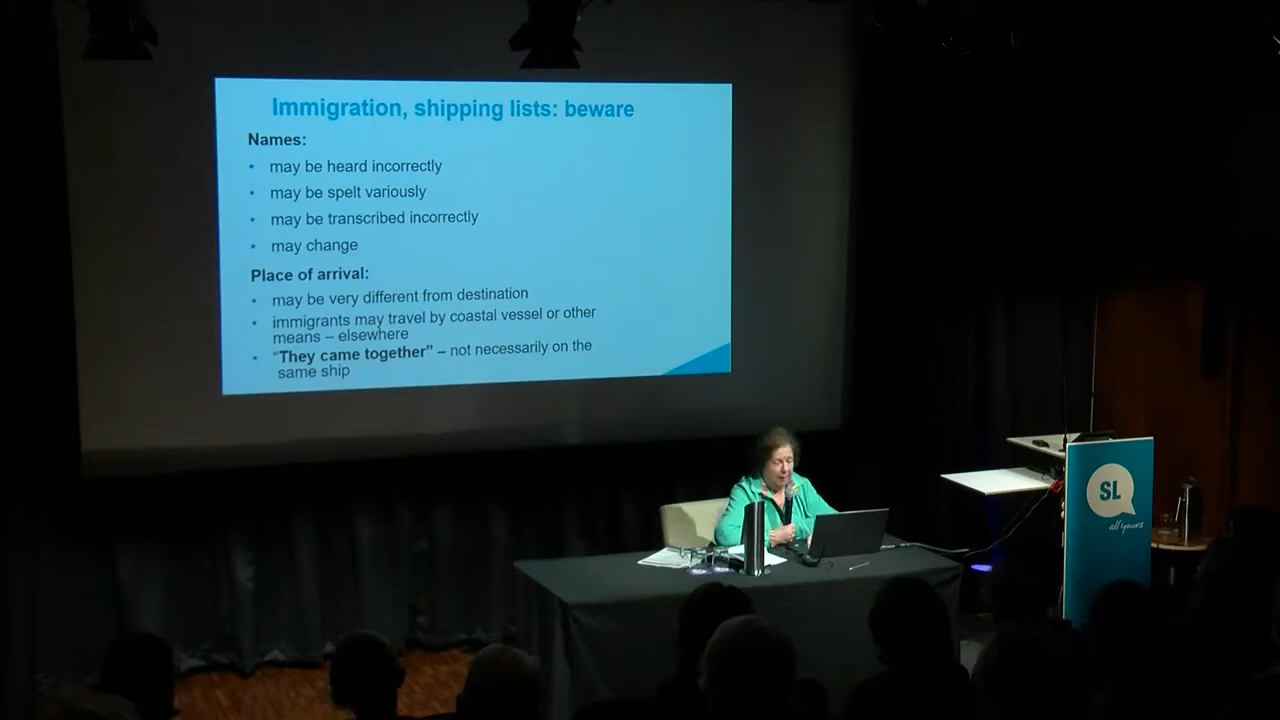 Immigration, shipping lists: beware
Names:
• may be heard incorrectly
• may be spelt variously
• may be transcribed incorrectly
• may change
Place of arrival:
• may be very different from destination
• immigrants may travel by coastal vessel or other
means – elsewhere
• “They came together” – not necessarily on the
same ship
SL
all yours